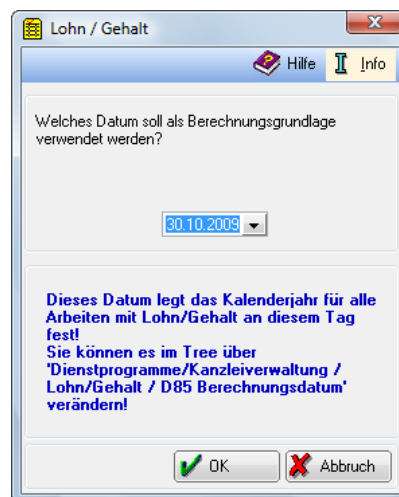 Lohn / Gehalt
Hilfe
Info
Welches Datum soll als Berechnungsgrundlage
verwendet werden?
30.10.2009
Dieses Datum legt das Kalenderjahr für alle
Arbeiten mit Lohn/Gehalt an diesem Tag
fest!
Sie können es im Tree über
'Dienstprogramme/Kanzleiverwaltung /
Lohn/Gehalt / D85 Berechnungsdatum'
verändern!
OK
Abbruch